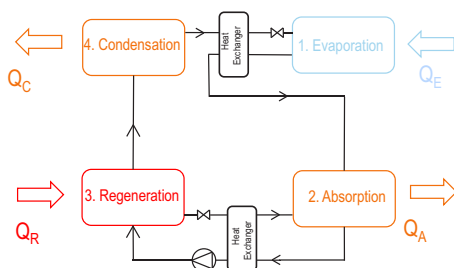 4. Condensation
Heat
Exchanger
1. Evaporation
Q_C
Q_E
3. Regeneration
2. Absorption
Heat
Exchanger
Q_R
Q_A